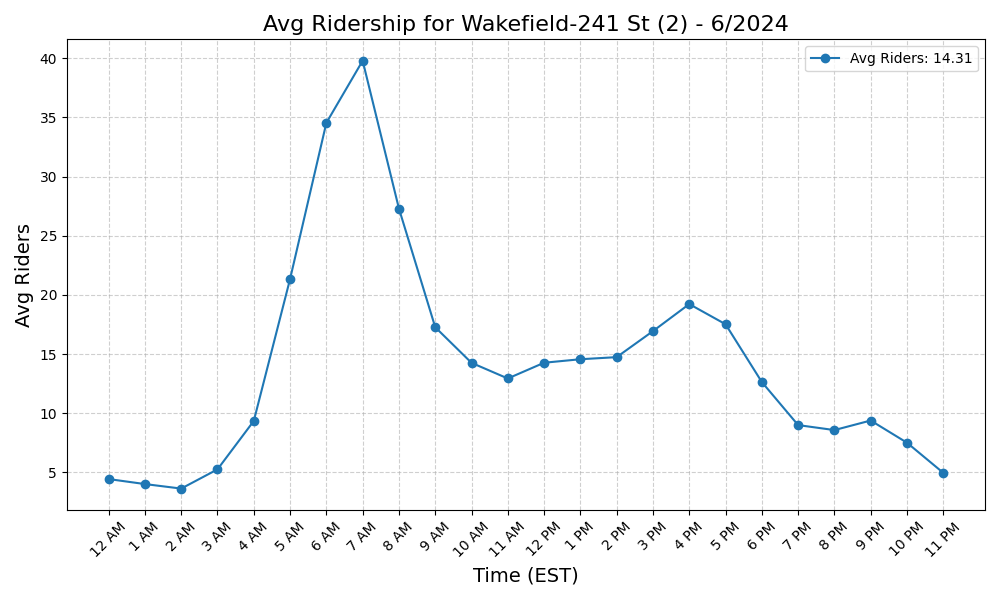 Avg Ridership for Wakefield-241 St (2) - 6/2024
Avg Riders: 14.31
Avg Riders
40
35
30
25
20
15
10
5
12 AM
1 AM
2 AM
3 AM
4 AM
5 AM
6 AM
7 AM
8 AM
9 AM
10 AM
11 AM
12 PM
1 PM
2 PM
3 PM
4 PM
5 PM
6 PM
7 PM
8 PM
9 PM
10 PM
11 PM
Time (EST)